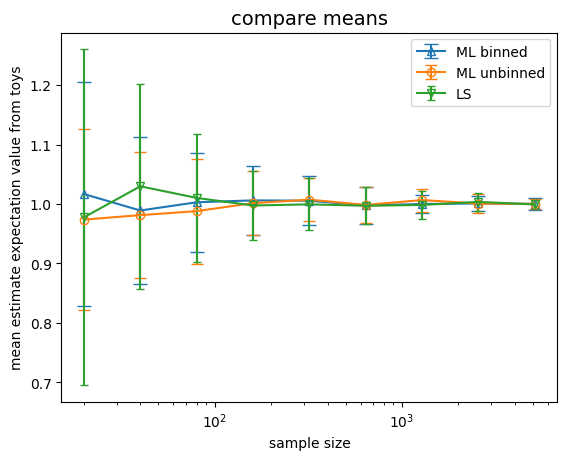 compare means
ML binned
ML unbinned
LS
mean estimate expectation value from toys
1.2
1.1
1.0
0.9
0.8
0.7
10²
10³
sample size